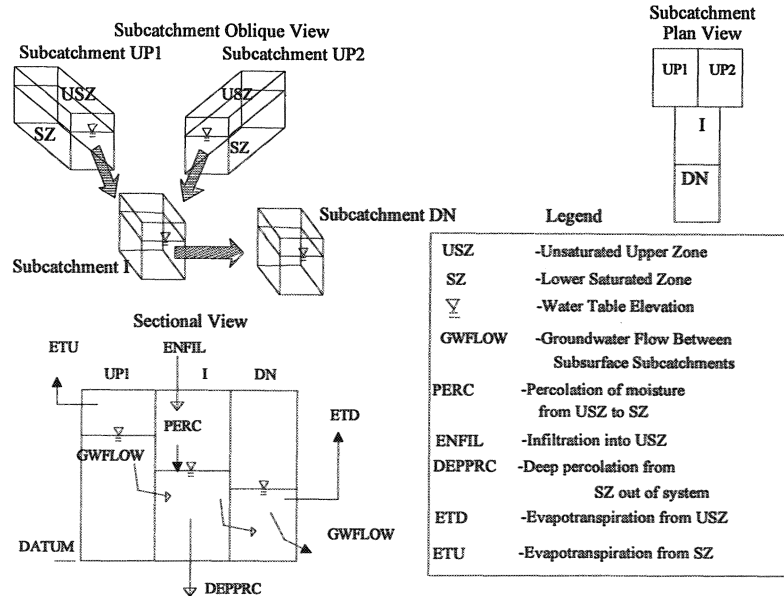 Subcatchment Oblique View
Subcatchment UP1
Subcatchment UP2
USZ
SZ
USZ
SZ
Subcatchment I
Subcatchment DN
Subcatchment
Plan View
UP1
UP2
I
DN
Sectional View
ETU
ENFIL
UP1
I
DN
PERC
ETD
GWFLOW
GWFLOW
DATUM
DEPPRC
Legend
USZ -Unsaturated Upper Zone
SZ -Lower Saturated Zone
-Water Table Elevation
GWFLOW -Groundwater Flow Between
Subsurface Subcatchments
PERC -Percolation of moisture
from USZ to SZ
ENFIL -Infiltration into USZ
DEPPRC -Deep percolation from
SZ out of system
ETD -Evapotranspiration from USZ
ETU -Evapotranspiration from SZ